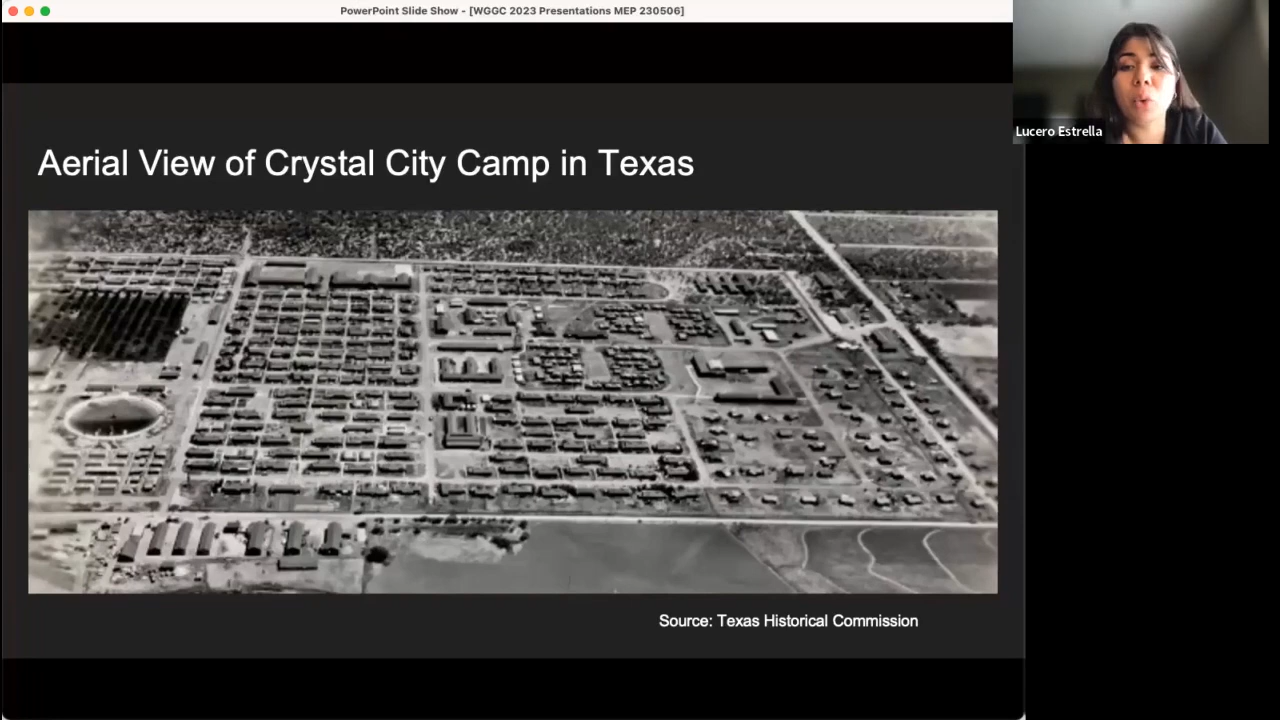 PowerPoint Slide Show - [WGGC 2023 Presentations MEP 230506]
Lucero Estrella
Aerial View of Crystal City Camp in Texas
Source: Texas Historical Commission